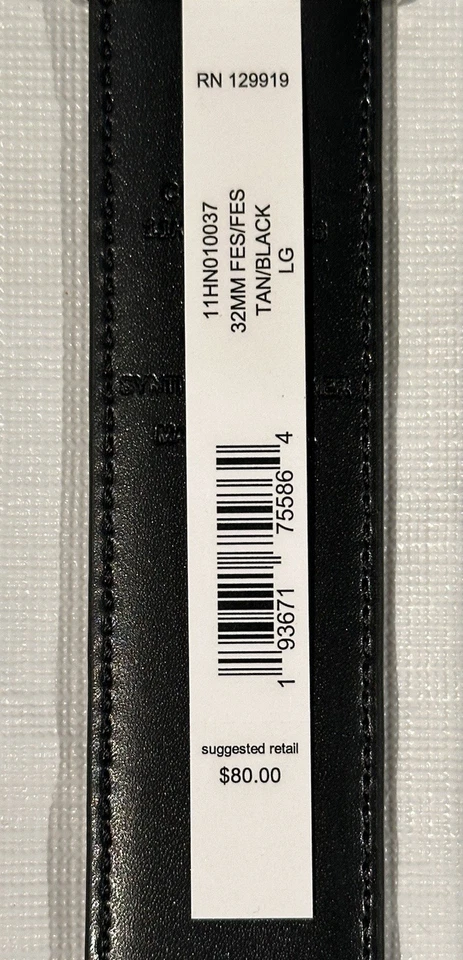 RN 129919
11HN010037
32MM FES/FES
TAN/BLACK
LG
1 93671 75586 4
suggested retail
$80.00